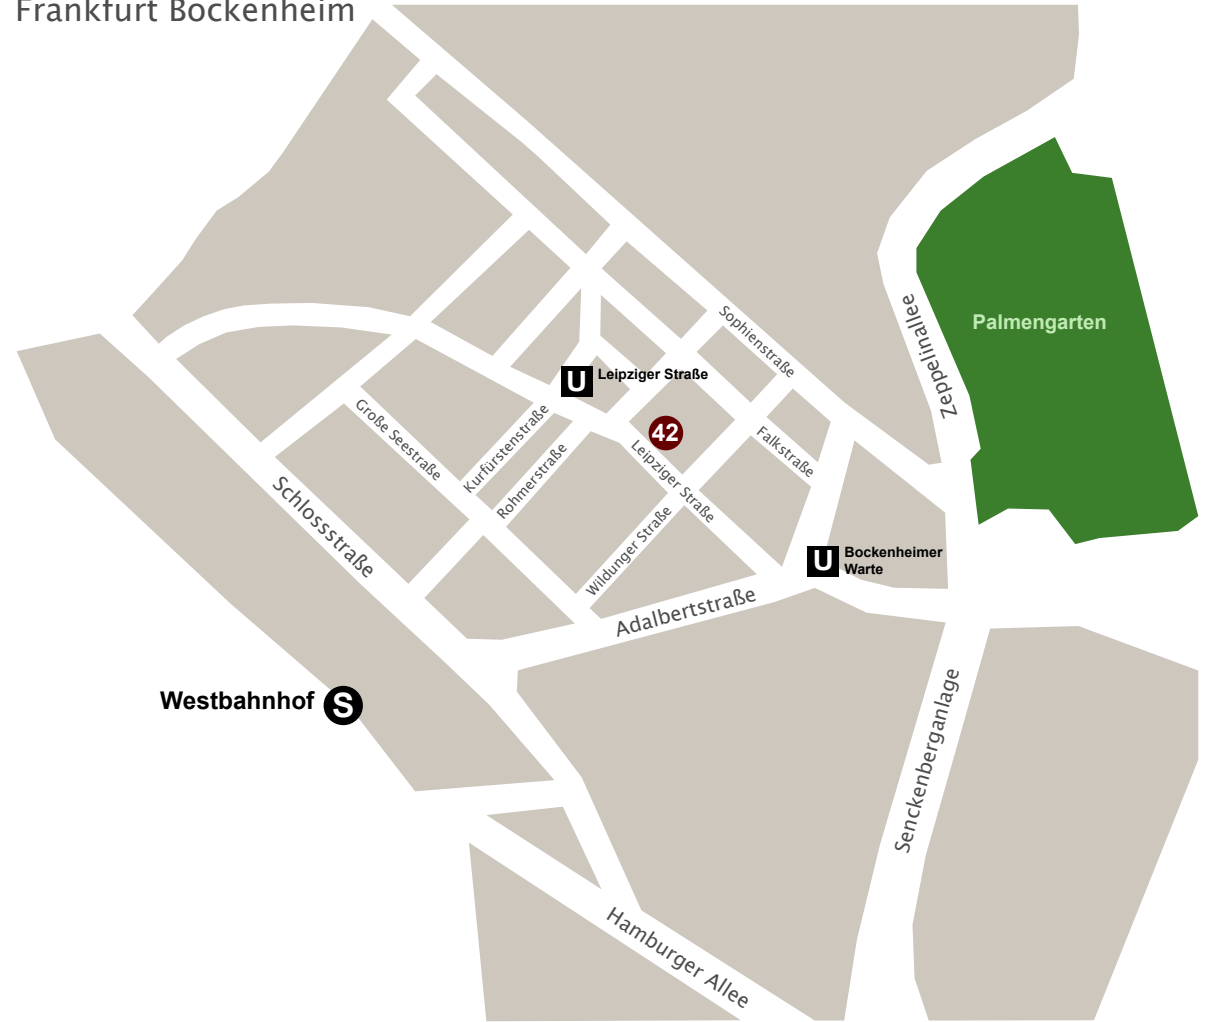 Frankfurt Bockenheim
Sophienstraße
Zeppelinallee
Palmengarten
U Leipziger Straße
42
Große Seestraße
Kurfürstenstraße
Rohmerstraße
Leipziger Straße
Falkstraße
Wildunger Straße
Schlossstraße
U Bockenheimer
Warte
Adalbertstraße
Westbahnhof S
Senckenberganlage
Hamburger Allee